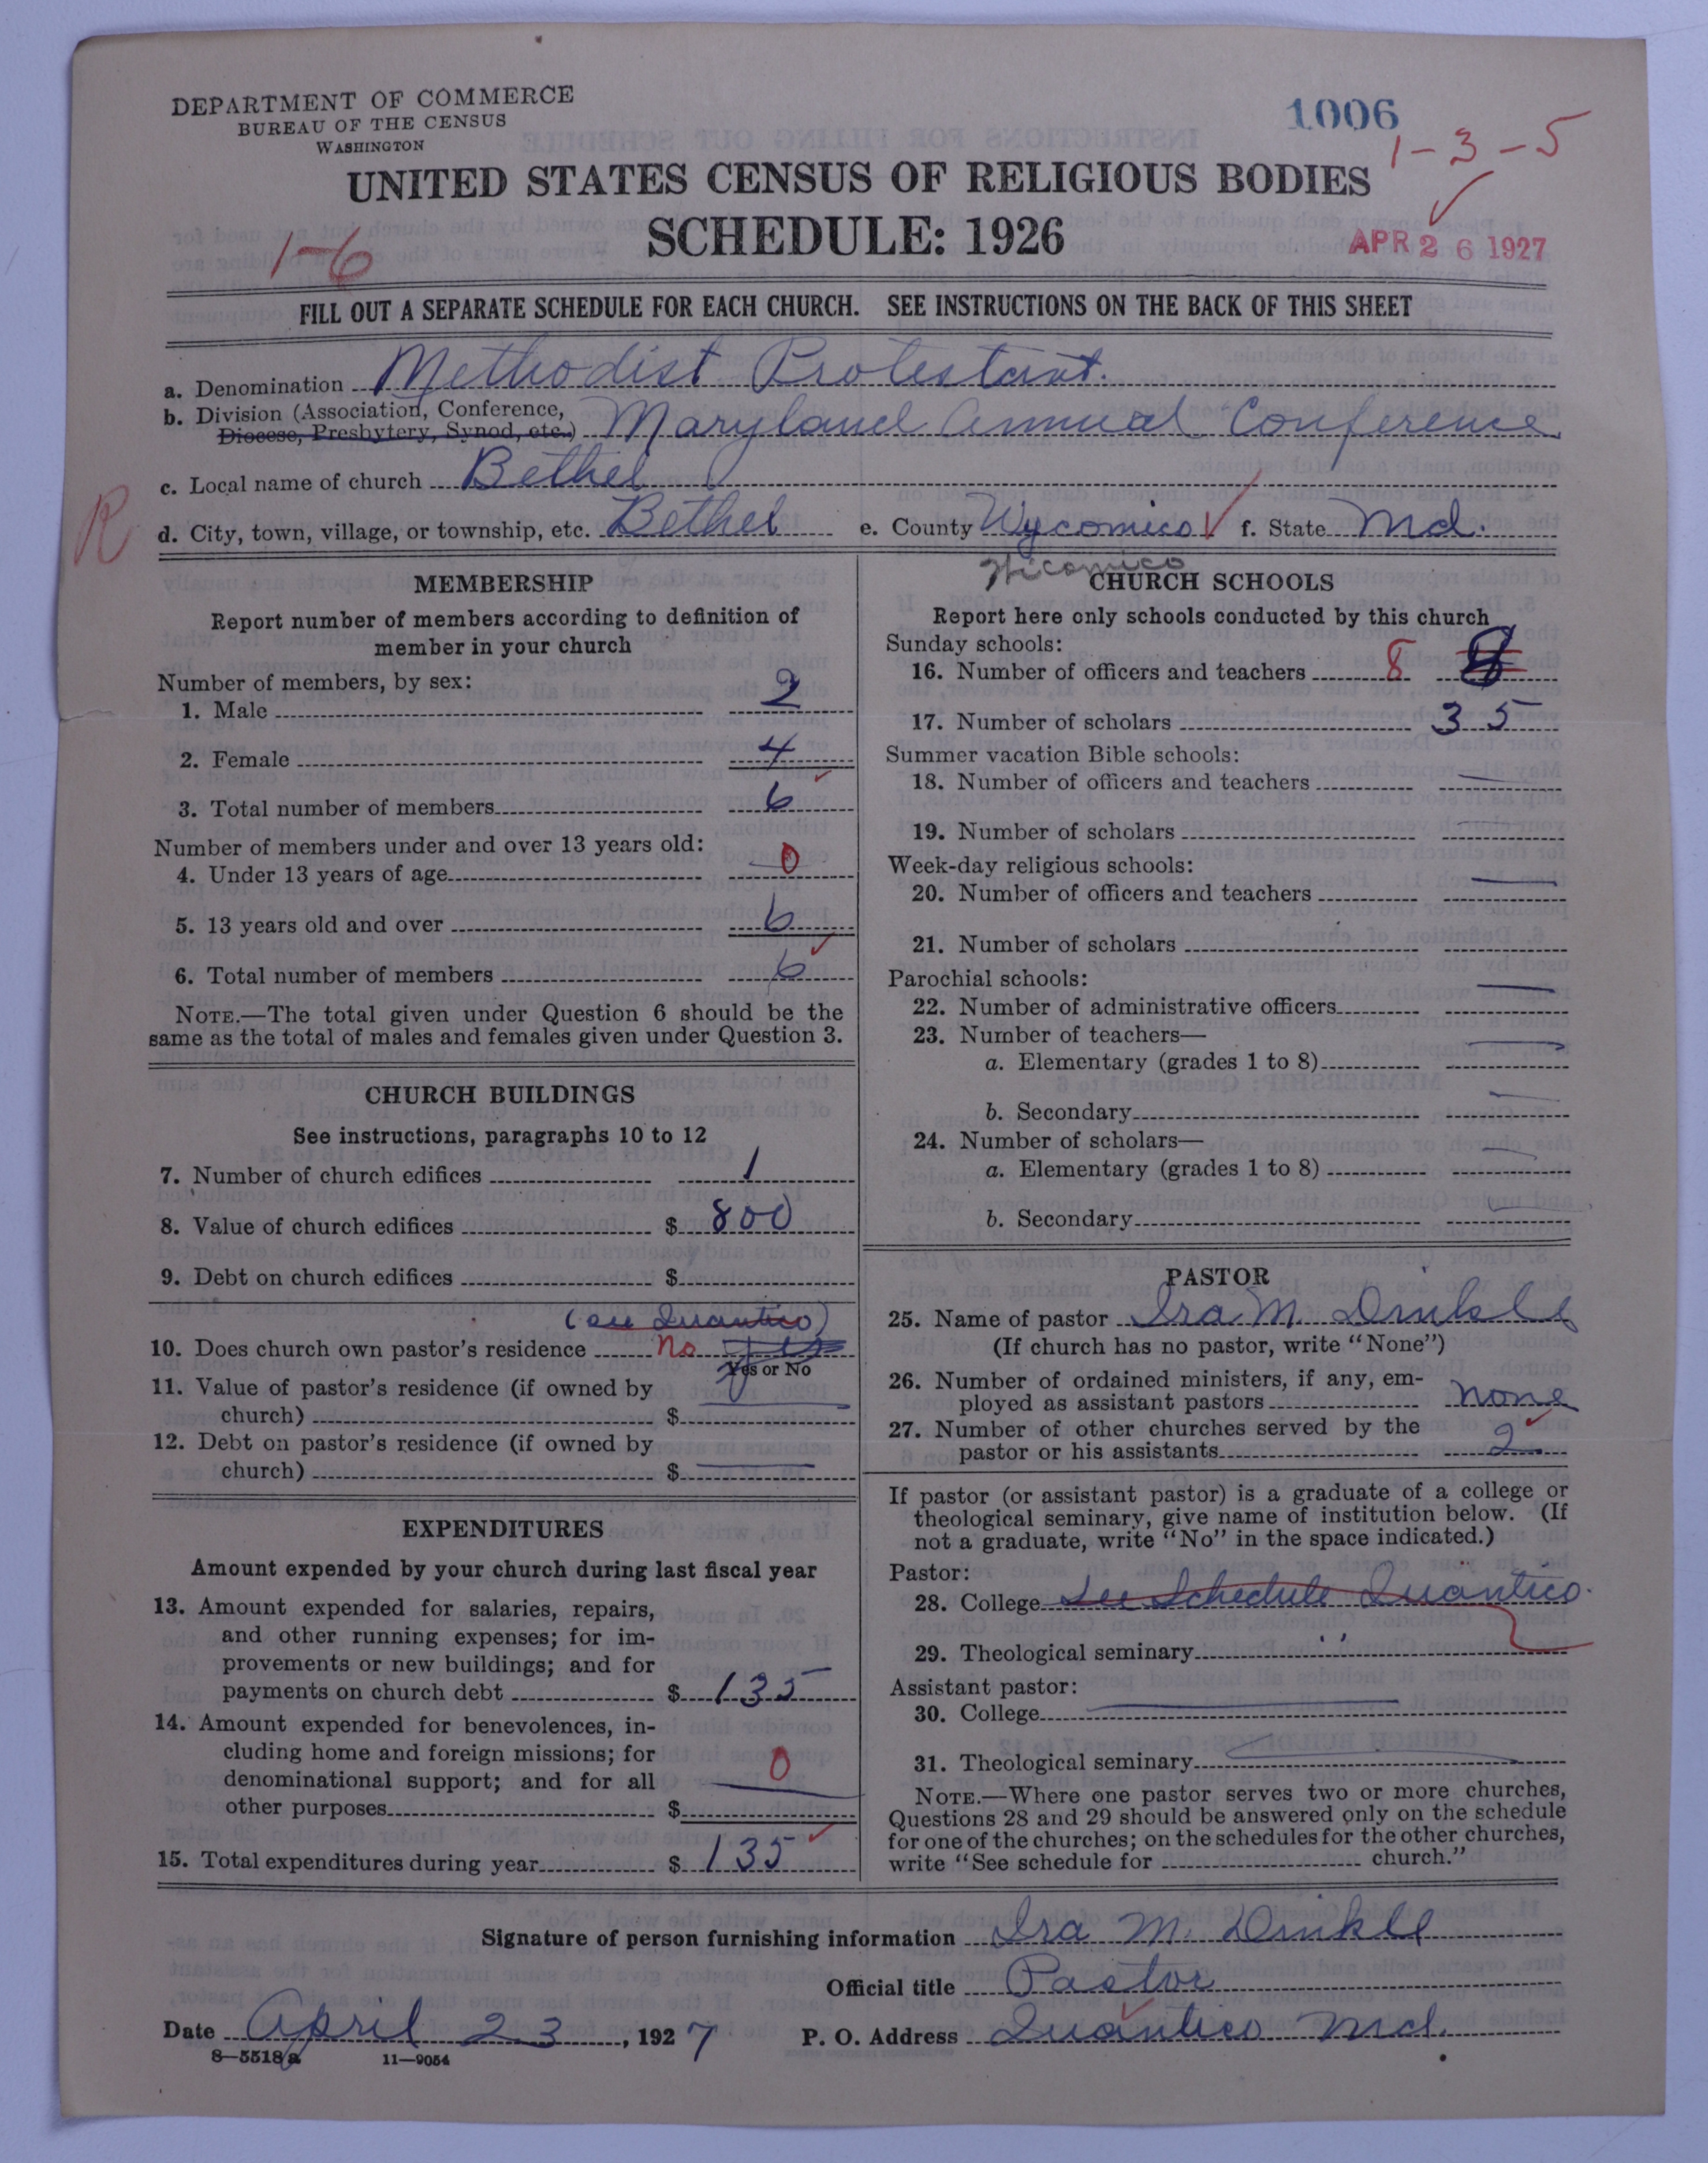 DEPARTMENT OF COMMERCE
BUREAU OF THE CENSUS
WASHINGTON
1006
1-3-5
UNITED STATES CENSUS OF RELIGIOUS BODIES
SCHEDULE: 1926
1-6
APR 26 1927
FILL OUT A SEPARATE SCHEDULE FOR EACH CHURCH. SEE INSTRUCTIONS ON THE BACK OF THIS SHEET
a. Denomination Methodist Protestant.
b. Division (Association, Conference,
Diocese, Presbytery, Synod, etc.) Maryland Annual Conference
c. Local name of church Bethel
R
d. City, town, village, or township, etc. Bethel e. County Wycomico f. State Md.
Wicomico
MEMBERSHIP
Report number of members according to definition of
member in your church
Number of members, by sex:
1. Male 2
2. Female 4
3. Total number of members 6
Number of members under and over 13 years old:
4. Under 13 years of age 0
5. 13 years old and over 6
6. Total number of members 6
NOTE.—The total given under Question 6 should be the
same as the total of males and females given under Question 3.
CHURCH BUILDINGS
See instructions, paragraphs 10 to 12
7. Number of church edifices 1
8. Value of church edifices $ 800
9. Debt on church edifices $
(see Quantico)
10. Does church own pastor's residence No Yes
Yes or No
11. Value of pastor's residence (if owned by
church) $
12. Debt on pastor's residence (if owned by
church) $
EXPENDITURES
Amount expended by your church during last fiscal year
13. Amount expended for salaries, repairs,
and other running expenses; for im-
provements or new buildings; and for
payments on church debt $ 135
14. Amount expended for benevolences, in-
cluding home and foreign missions; for
denominational support; and for all
other purposes $ 0
15. Total expenditures during year $ 135
CHURCH SCHOOLS
Report here only schools conducted by this church
Sunday schools:
16. Number of officers and teachers 8 8
17. Number of scholars 35
Summer vacation Bible schools:
18. Number of officers and teachers —
19. Number of scholars —
Week-day religious schools:
20. Number of officers and teachers —
21. Number of scholars
Parochial schools:
22. Number of administrative officers —
23. Number of teachers—
a. Elementary (grades 1 to 8) —
b. Secondary —
24. Number of scholars—
a. Elementary (grades 1 to 8) —
b. Secondary —
PASTOR
25. Name of pastor Ira M. Dinkle
(If church has no pastor, write "None")
26. Number of ordained ministers, if any, em-
ployed as assistant pastors none
27. Number of other churches served by the
pastor or his assistants 2
If pastor (or assistant pastor) is a graduate of a college or
theological seminary, give name of institution below. (If
not a graduate, write "No" in the space indicated.)
Pastor:
28. College See Schedule Quantico.
29. Theological seminary " "
Assistant pastor:
30. College —
31. Theological seminary —
NOTE.—Where one pastor serves two or more churches,
Questions 28 and 29 should be answered only on the schedule
for one of the churches; on the schedules for the other churches,
write "See schedule for church."
Signature of person furnishing information Ira M. Dinkle
Official title Pastor
Date April 23, 1927 P. O. Address Quantico Md.
8—5518a 11—9054